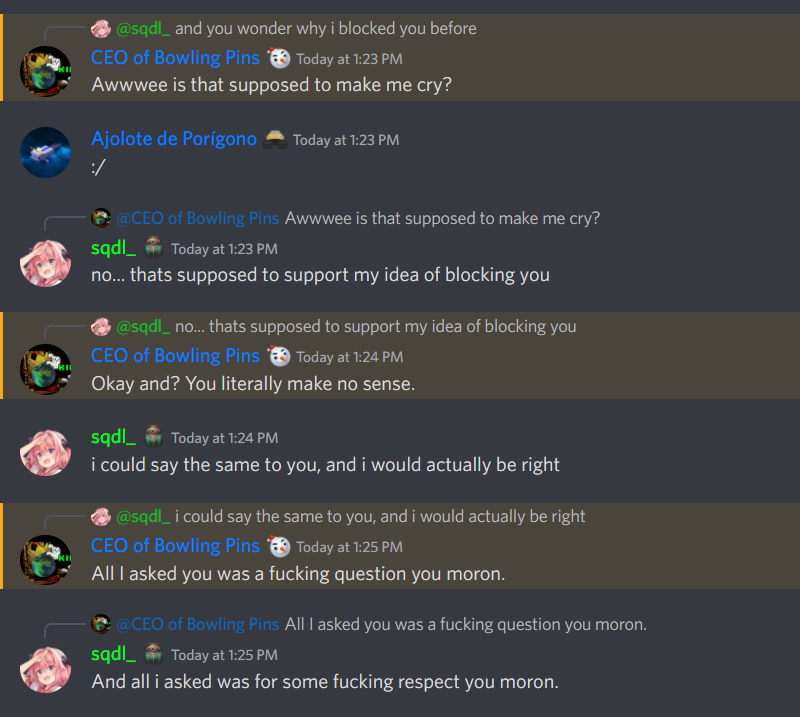 @sqdl_ and you wonder why i blocked you before
CEO of Bowling Pins Today at 1:23 PM
Awwwee is that supposed to make me cry?
Ajolote de Porígono Today at 1:23 PM
:/
@CEO of Bowling Pins Awwwee is that supposed to make me cry?
sqdl_ Today at 1:23 PM
no... thats supposed to support my idea of blocking you
@sqdl_ no... thats supposed to support my idea of blocking you
CEO of Bowling Pins Today at 1:24 PM
Okay and? You literally make no sense.
sqdl_ Today at 1:24 PM
i could say the same to you, and i would actually be right
@sqdl_ i could say the same to you, and i would actually be right
CEO of Bowling Pins Today at 1:25 PM
All I asked you was a fucking question you moron.
@CEO of Bowling Pins All I asked you was a fucking question you moron.
sqdl_ Today at 1:25 PM
And all i asked was for some fucking respect you moron.